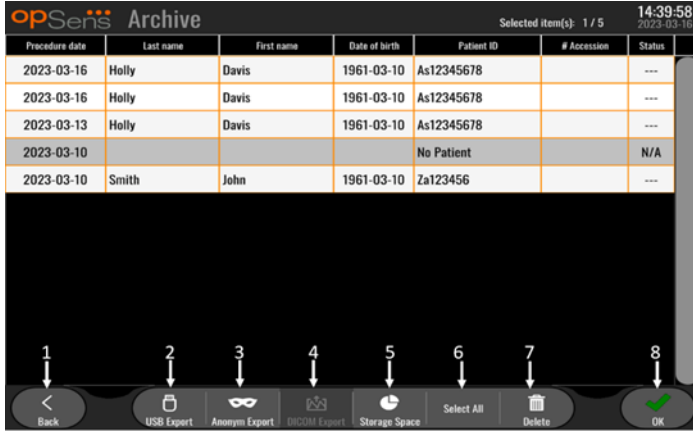 opSens Archive Selected item(s): 1 / 5 14:39:58
2023-03-16
Procedure date Last name First name Date of birth Patient ID # Accession Status
2023-03-16 Holly Davis 1961-03-10 As12345678 ---
2023-03-16 Holly Davis 1961-03-10 As12345678 ---
2023-03-13 Holly Davis 1961-03-10 As12345678 ---
2023-03-10 No Patient N/A
2023-03-10 Smith John 1961-03-10 Za123456 ---
1 2 3 4 5 6 7 8
< Back USB Export Anonym Export DICOM Export Storage Space Select All Delete OK